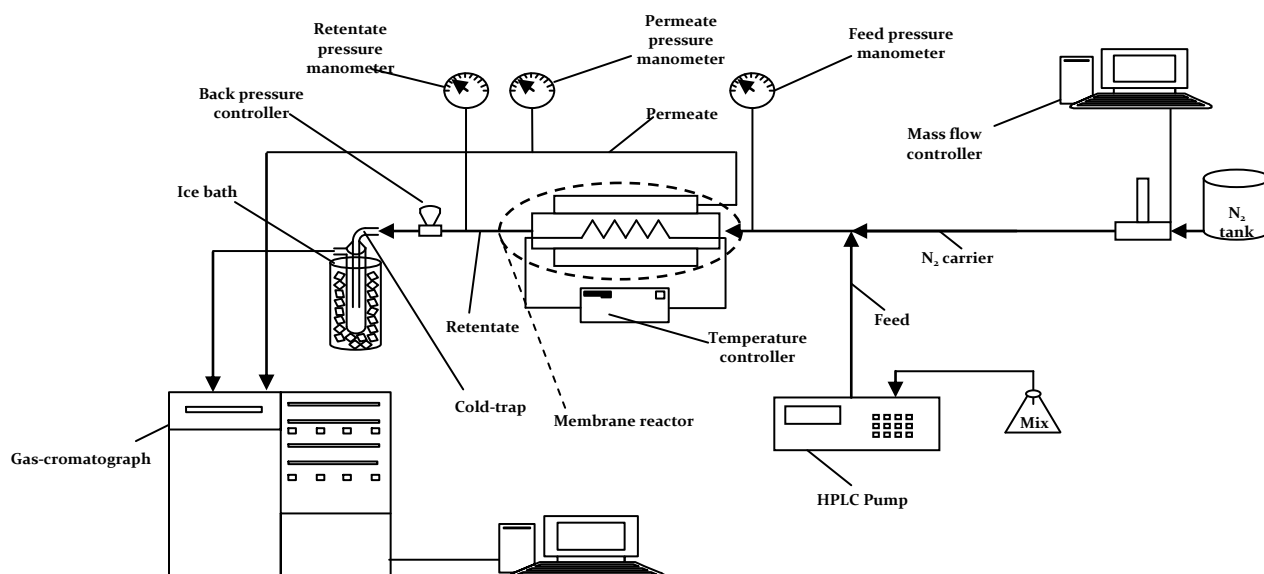 Retentate
pressure
manometer
Permeate
pressure
manometer
Feed pressure
manometer
Back pressure
controller
Permeate
Mass flow
controller
Ice bath
N₂
tank
N₂ carrier
Retentate
Feed
Temperature
controller
Cold-trap
Membrane reactor
Mix
Gas-cromatograph
HPLC Pump